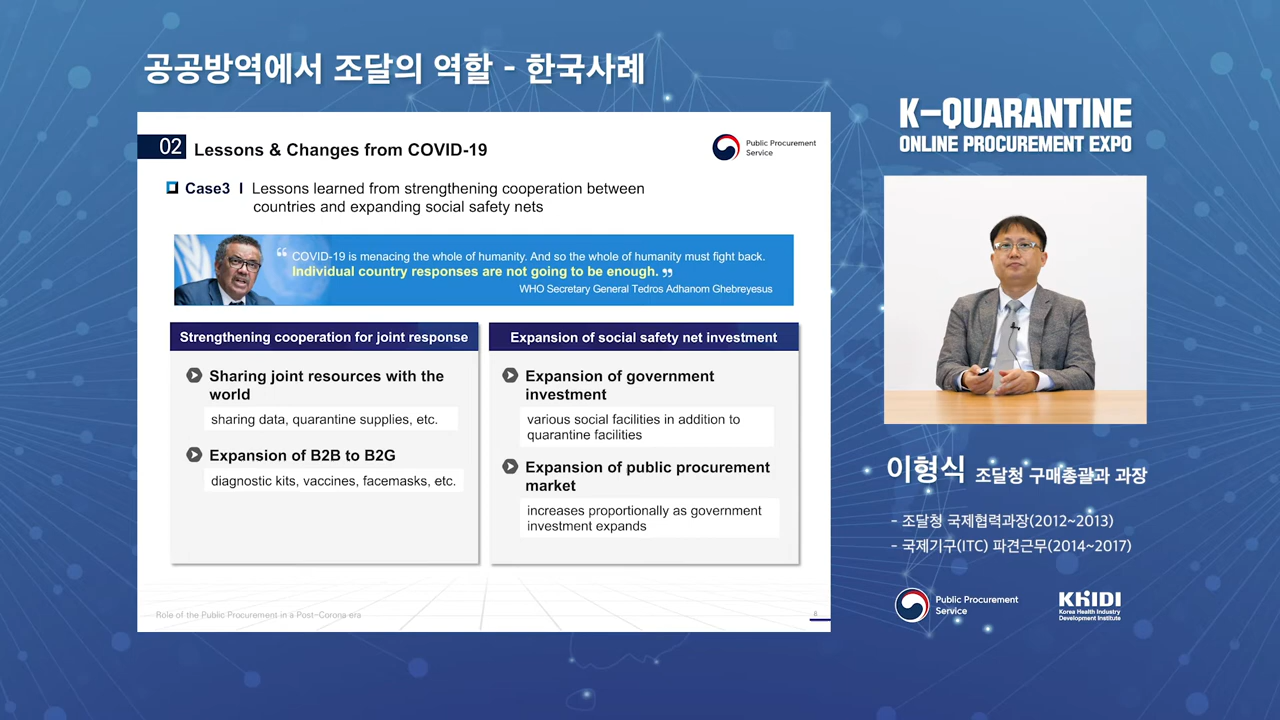 공공방역에서 조달의 역할 - 한국사례
02 Lessons & Changes from COVID-19
Public Procurement
Service
Case3 | Lessons learned from strengthening cooperation between
countries and expanding social safety nets
“ COVID-19 is menacing the whole of humanity. And so the whole of humanity must fight back.
Individual country responses are not going to be enough. ”
WHO Secretary General Tedros Adhanom Ghebreyesus
Strengthening cooperation for joint response
Sharing joint resources with the
world
sharing data, quarantine supplies, etc.
Expansion of B2B to B2G
diagnostic kits, vaccines, facemasks, etc.
Expansion of social safety net investment
Expansion of government
investment
various social facilities in addition to
quarantine facilities
Expansion of public procurement
market
increases proportionally as government
investment expands
Role of the Public Procurement in a Post-Corona era
8
K-QUARANTINE
ONLINE PROCUREMENT EXPO
이형식 조달청 구매총괄과 과장
- 조달청 국제협력과장(2012~2013)
- 국제기구(ITC) 파견근무(2014~2017)
Public Procurement
Service
KHIDI
Korea Health Industry
Development Institute